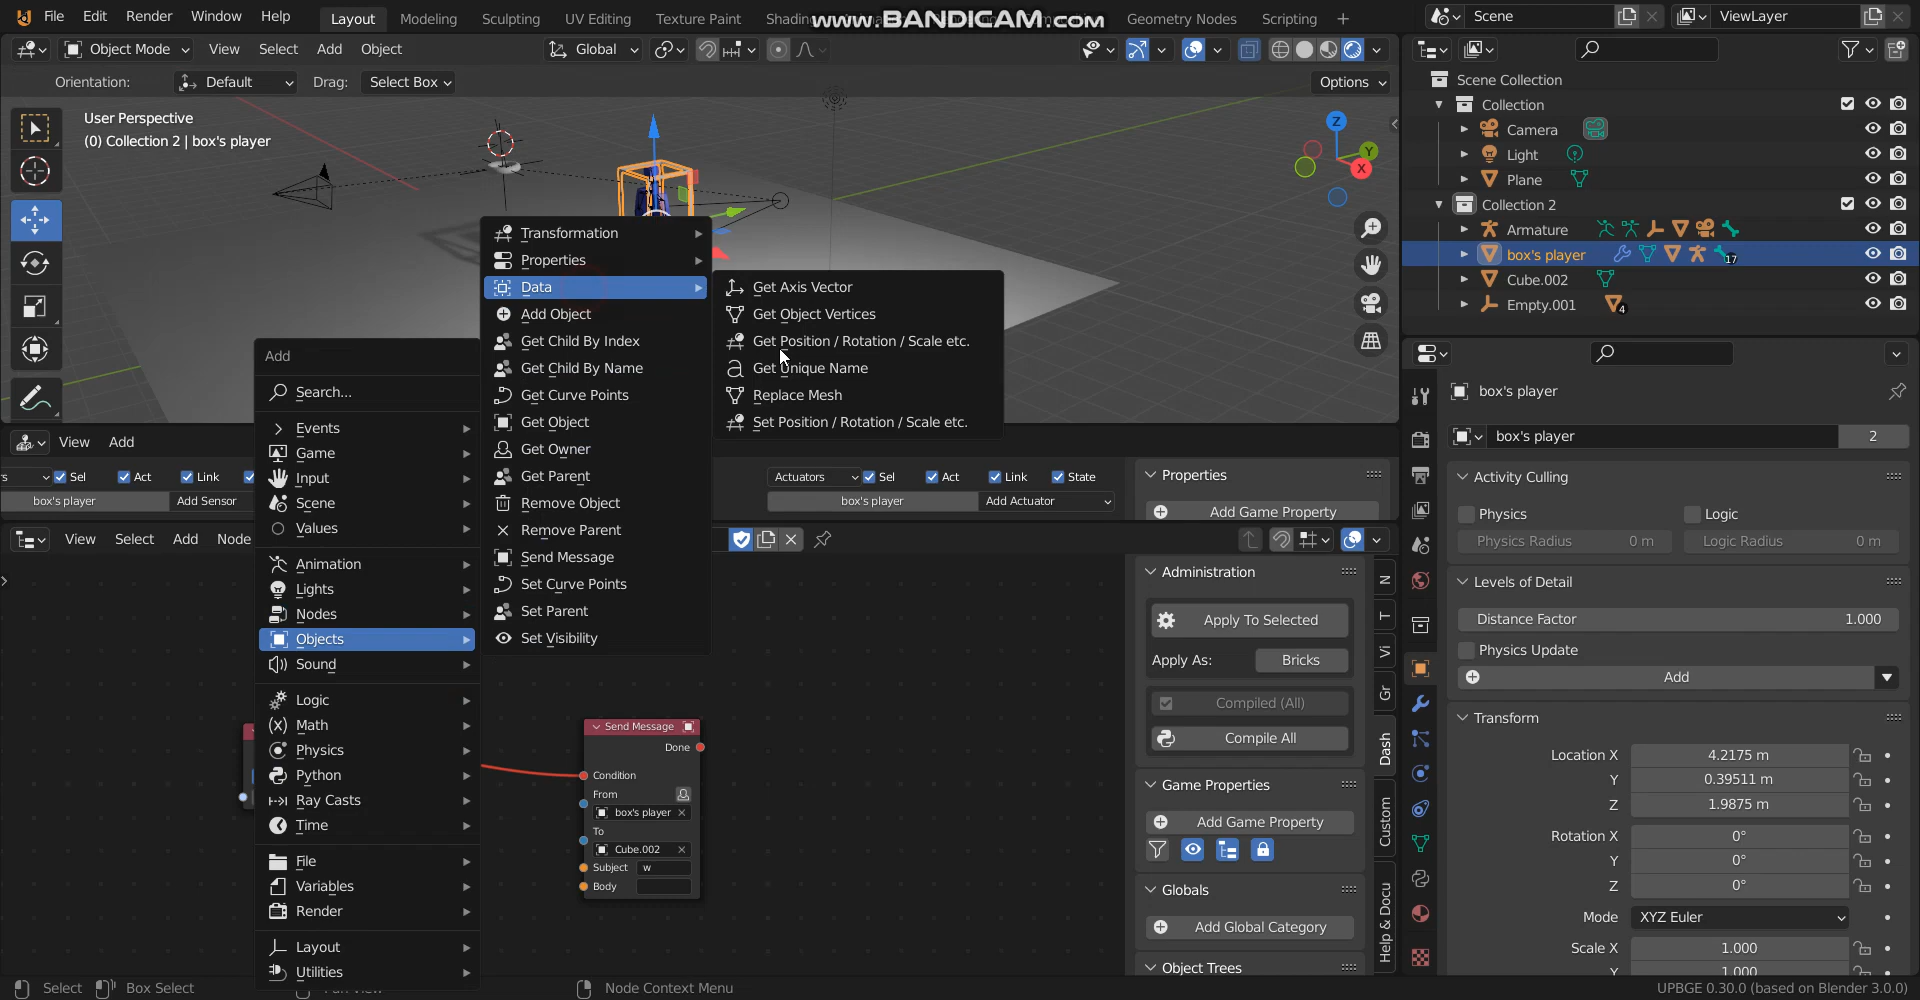 File Edit Render Window Help Layout Modeling Sculpting UV Editing Texture Paint Shading www.BANDICAM.com Geometry Nodes Scripting Scene ViewLayer
Object Mode View Select Add Object Global
Orientation: Default Drag: Select Box Options
User Perspective
(0) Collection 2 | box's player
Z
Y
X
Scene Collection
Collection
Camera
Light
Plane
Collection 2
Armature
box's player 17
Cube.002
Empty.001 4
Add
Search...
Events
Game
Input
Scene
Values
Animation
Lights
Nodes
Objects
Sound
Logic
Math
Physics
Python
Ray Casts
Time
File
Variables
Render
Layout
Utilities
Transformation
Properties
Data
Add Object
Get Child By Index
Get Child By Name
Get Curve Points
Get Object
Get Owner
Get Parent
Remove Object
Remove Parent
Send Message
Set Curve Points
Set Parent
Set Visibility
Get Axis Vector
Get Object Vertices
Get Position / Rotation / Scale etc.
Get Unique Name
Replace Mesh
Set Position / Rotation / Scale etc.
View Add
Sel Act Link Actuators Sel Act Link State
box's player Add Sensor box's player Add Actuator
Properties
Add Game Property
View Select Add Node
Send Message
Done
Condition
From
box's player
To
Cube.002
Subject w
Body
Administration
Apply To Selected
Apply As: Bricks
Compiled (All)
Compile All
Game Properties
Add Game Property
Globals
Add Global Category
Object Trees
N
T
Vi
Gr
Dash
Custom
Help & Docu
box's player
box's player 2
Activity Culling
Physics Logic
Physics Radius 0 m Logic Radius 0 m
Levels of Detail
Distance Factor 1.000
Physics Update
Add
Transform
Location X 4.2175 m
Y 0.39511 m
Z 1.9875 m
Rotation X 0°
Y 0°
Z 0°
Mode XYZ Euler
Scale X 1.000
Y 1.000
Select Box Select Node Context Menu UPBGE 0.30.0 (based on Blender 3.0.0)